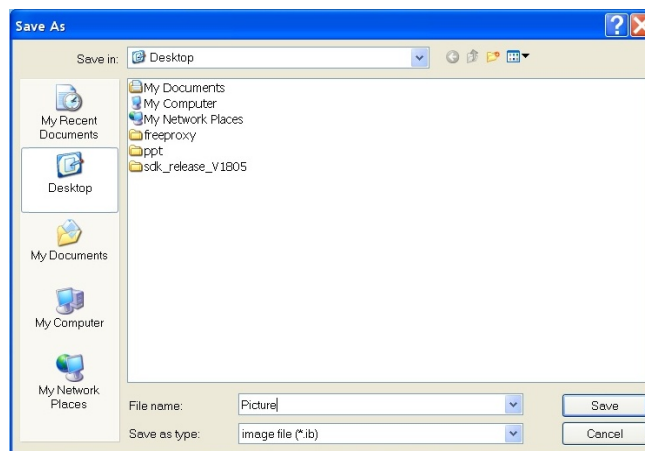 Save As
Save in:
Desktop
My Documents
My Computer
My Network Places
freeproxy
ppt
sdk_release_V1805
My Recent
Documents
Desktop
My Documents
My Computer
My Network
Places
File name:
Picture
Save
Save as type:
image file (*.ib)
Cancel